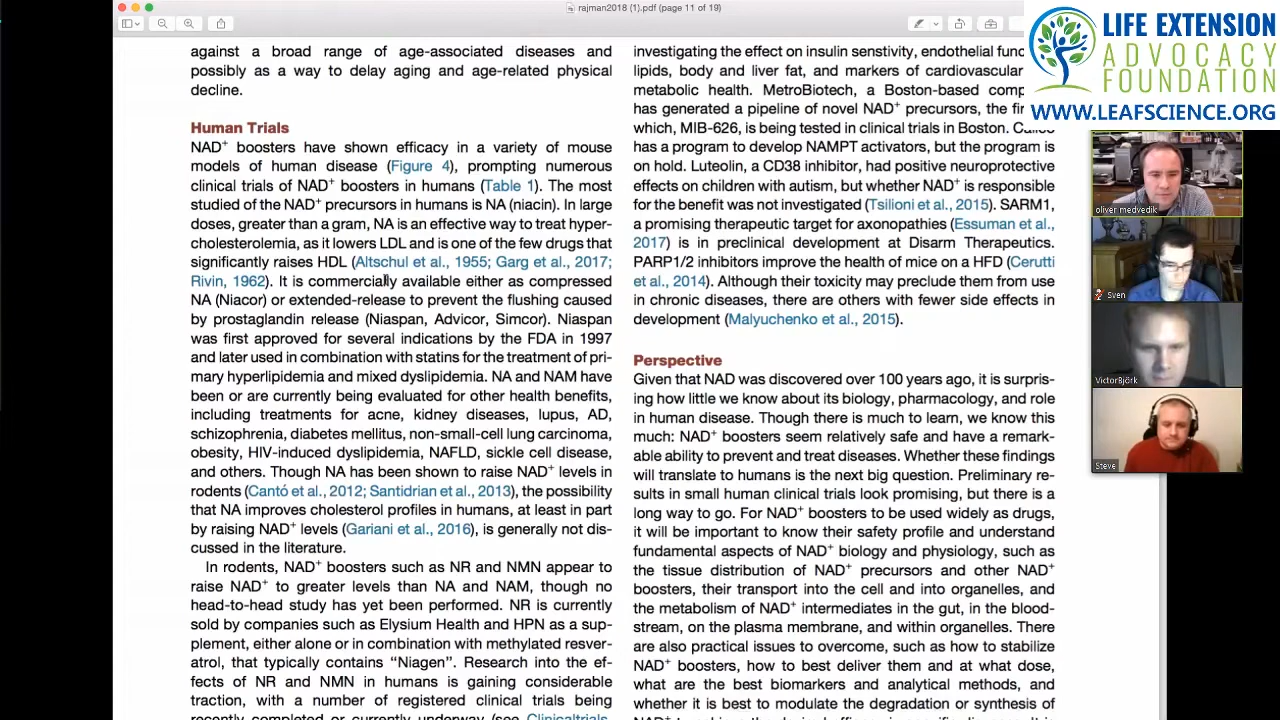 rajman2018 (1).pdf (page 11 of 19)
against a broad range of age-associated diseases and
possibly as a way to delay aging and age-related physical
decline.
Human Trials
NAD+ boosters have shown efficacy in a variety of mouse
models of human disease (Figure 4), prompting numerous
clinical trials of NAD+ boosters in humans (Table 1). The most
studied of the NAD+ precursors in humans is NA (niacin). In large
doses, greater than a gram, NA is an effective way to treat hyper-
cholesterolemia, as it lowers LDL and is one of the few drugs that
significantly raises HDL (Altschul et al., 1955; Garg et al., 2017;
Rivin, 1962). It is commercially available either as compressed
NA (Niacor) or extended-release to prevent the flushing caused
by prostaglandin release (Niaspan, Advicor, Simcor). Niaspan
was first approved for several indications by the FDA in 1997
and later used in combination with statins for the treatment of pri-
mary hyperlipidemia and mixed dyslipidemia. NA and NAM have
been or are currently being evaluated for other health benefits,
including treatments for acne, kidney diseases, lupus, AD,
schizophrenia, diabetes mellitus, non-small-cell lung carcinoma,
obesity, HIV-induced dyslipidemia, NAFLD, sickle cell disease,
and others. Though NA has been shown to raise NAD+ levels in
rodents (Cantó et al., 2012; Santidrian et al., 2013), the possibility
that NA improves cholesterol profiles in humans, at least in part
by raising NAD+ levels (Gariani et al., 2016), is generally not dis-
cussed in the literature.
In rodents, NAD+ boosters such as NR and NMN appear to
raise NAD+ to greater levels than NA and NAM, though no
head-to-head study has yet been performed. NR is currently
sold by companies such as Elysium Health and HPN as a sup-
plement, either alone or in combination with methylated resver-
atrol, that typically contains “Niagen”. Research into the ef-
fects of NR and NMN in humans is gaining considerable
traction, with a number of registered clinical trials being
recently completed or currently underway (see Clinicaltrials.
investigating the effect on insulin senstivity, endothelial func
lipids, body and liver fat, and markers of cardiovascular
metabolic health. MetroBiotech, a Boston-based comp
has generated a pipeline of novel NAD+ precursors, the fir
which, MIB-626, is being tested in clinical trials in Boston. Calico
has a program to develop NAMPT activators, but the program is
on hold. Luteolin, a CD38 inhibitor, had positive neuroprotective
effects on children with autism, but whether NAD+ is responsible
for the benefit was not investigated (Tsilioni et al., 2015). SARM1,
a promising therapeutic target for axonopathies (Essuman et al.,
2017) is in preclinical development at Disarm Therapeutics.
PARP1/2 inhibitors improve the health of mice on a HFD (Cerutti
et al., 2014). Although their toxicity may preclude them from use
in chronic diseases, there are others with fewer side effects in
development (Malyuchenko et al., 2015).
Perspective
Given that NAD was discovered over 100 years ago, it is surpris-
ing how little we know about its biology, pharmacology, and role
in human disease. Though there is much to learn, we know this
much: NAD+ boosters seem relatively safe and have a remark-
able ability to prevent and treat diseases. Whether these findings
will translate to humans is the next big question. Preliminary re-
sults in small human clinical trials look promising, but there is a
long way to go. For NAD+ boosters to be used widely as drugs,
it will be important to know their safety profile and understand
fundamental aspects of NAD+ biology and physiology, such as
the tissue distribution of NAD+ precursors and other NAD+
boosters, their transport into the cell and into organelles, and
the metabolism of NAD+ intermediates in the gut, in the blood-
stream, on the plasma membrane, and within organelles. There
are also practical issues to overcome, such as how to stabilize
NAD+ boosters, how to best deliver them and at what dose,
what are the best biomarkers and analytical methods, and
whether it is best to modulate the degradation or synthesis of
LIFE EXTENSION
ADVOCACY
FOUNDATION
WWW.LEAFSCIENCE.ORG
oliver medvedik
Sven
VictorBjörk
Steve